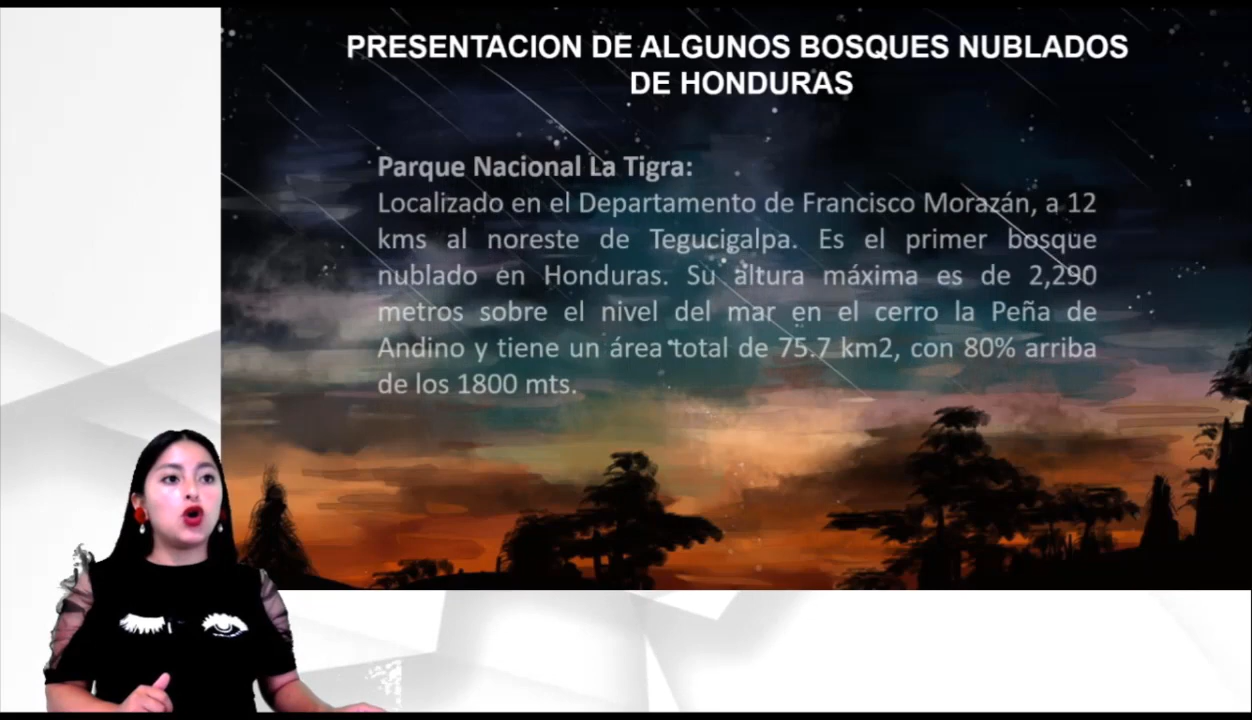 PRESENTACION DE ALGUNOS BOSQUES NUBLADOS
DE HONDURAS
Parque Nacional La Tigra:
Localizado en el Departamento de Francisco Morazán, a 12
kms al noreste de Tegucigalpa. Es el primer bosque
nublado en Honduras. Su altura máxima es de 2,290
metros sobre el nivel del mar en el cerro la Peña de
Andino y tiene un área total de 75.7 km2, con 80% arriba
de los 1800 mts.